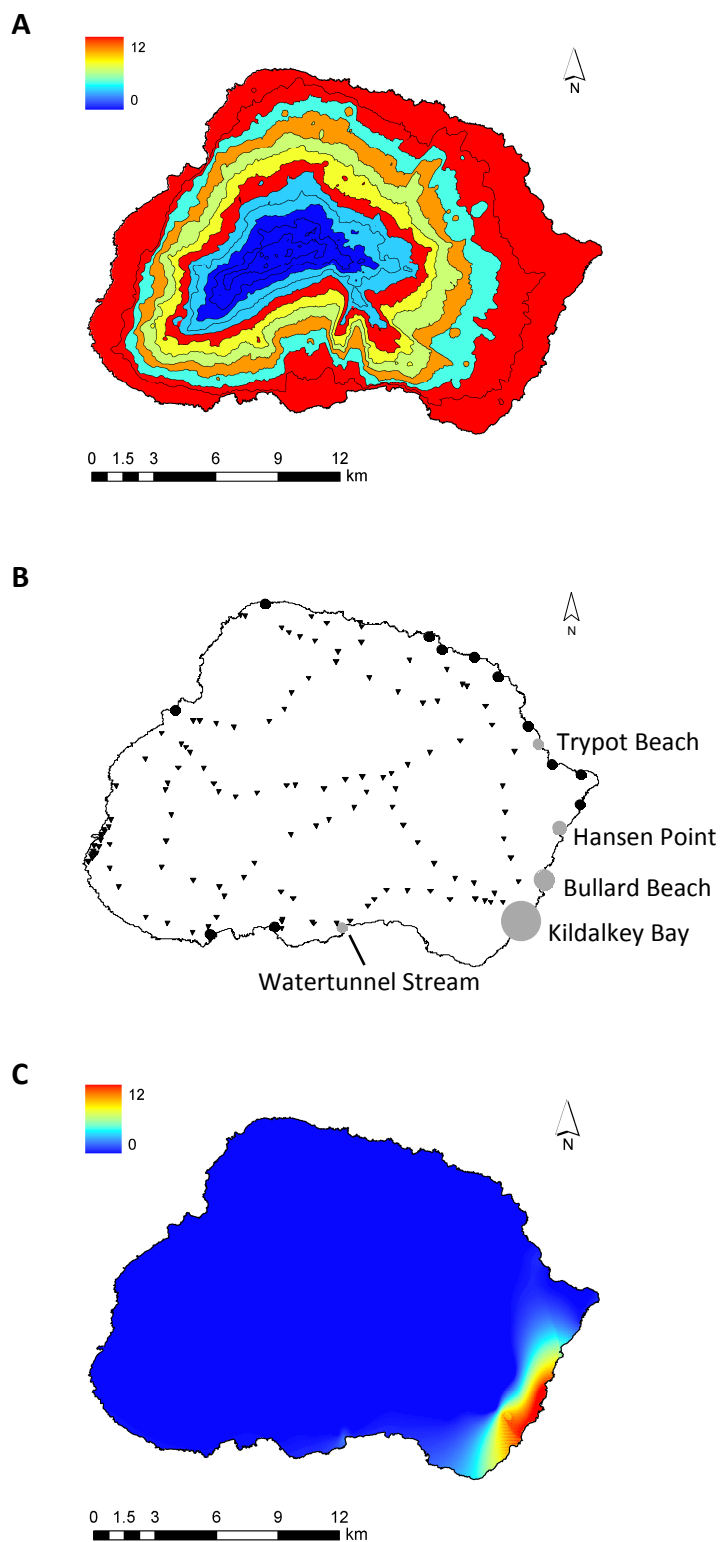 A
12
0
N
0 1.5 3 6 9 12
km
B
N
Trypot Beach
Hansen Point
Bullard Beach
Kildalkey Bay
Watertunnel Stream
C
12
0
N
0 1.5 3 6 9 12
km